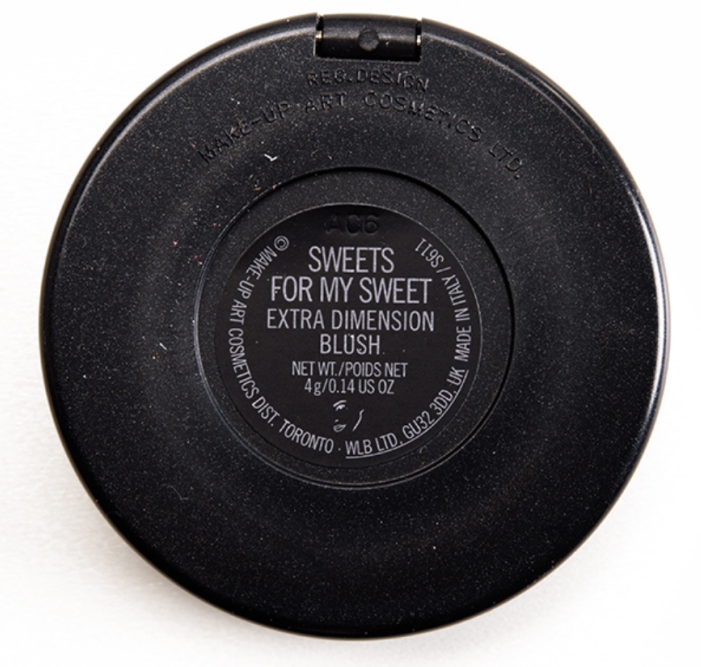 REG.DESIGN
MAKE-UP ART COSMETICS LTD.
AC6
SWEETS
FOR MY SWEET
EXTRA DIMENSION
BLUSH
NET WT./POIDS NET
4g/0.14 US OZ
© MAKE-UP ART COSMETICS DIST. TORONTO · WLB LTD, GU32 3DD, UK MADE IN ITALY / S611